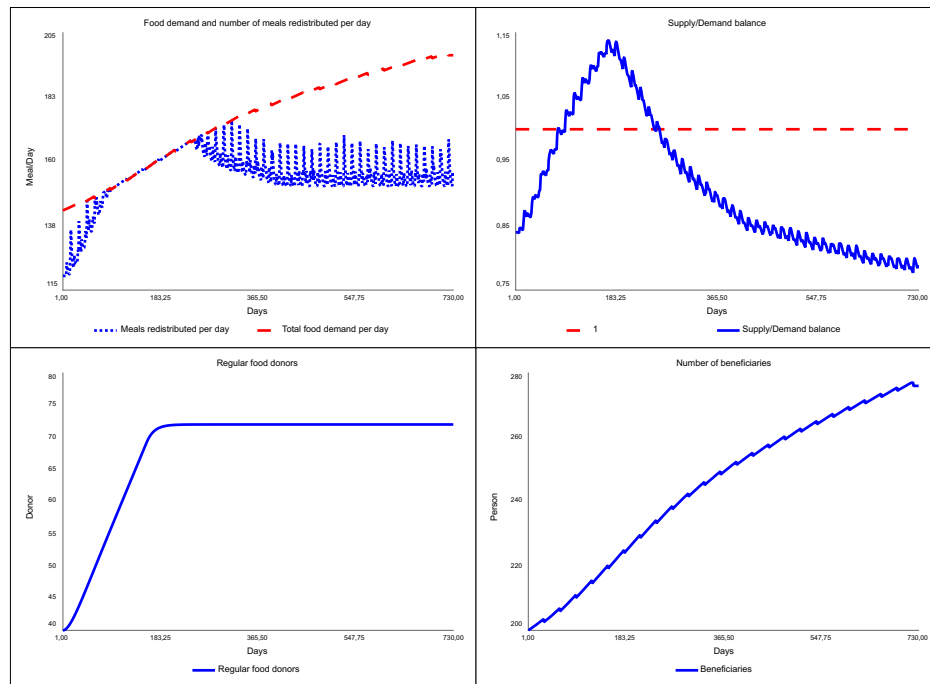 Food demand and number of meals redistributed per day
205
183
160
138
115
Meal/Day
1,00
183,25
365,50
547,75
730,00
Days
Meals redistributed per day
Total food demand per day
Supply/Demand balance
1,15
1,05
0,95
0,85
0,75
1,00
183,25
365,50
547,75
730,00
Days
1
Supply/Demand balance
Regular food donors
80
70
60
55
50
40
Donor
1,00
183,25
365,50
547,75
730,00
Days
Regular food donors
Number of beneficiaries
280
260
240
220
200
Person
1,00
183,25
365,50
547,75
730,00
Days
Beneficiaries